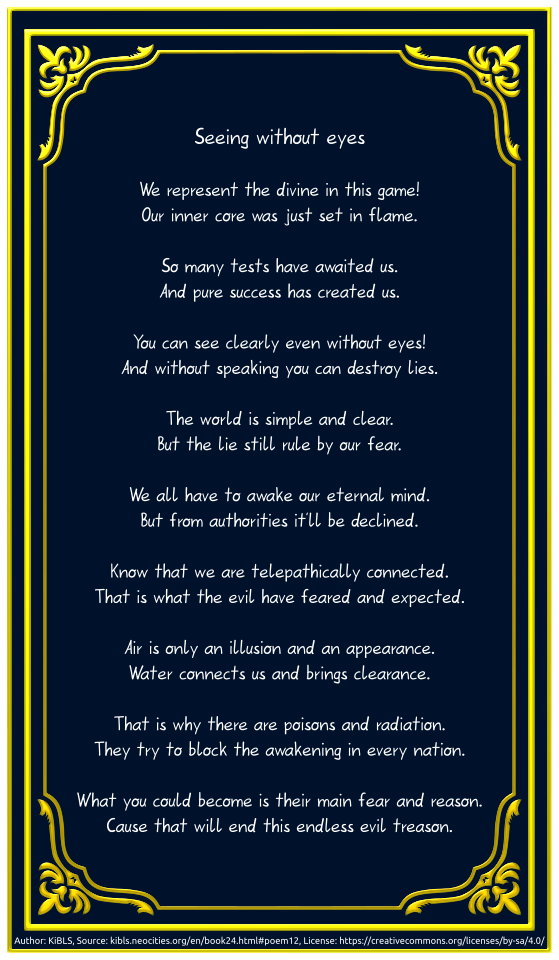 Seeing without eyes
We represent the divine in this game!
Our inner core was just set in flame.
So many tests have awaited us.
And pure success has created us.
You can see clearly even without eyes!
And without speaking you can destroy lies.
The world is simple and clear.
But the lie still rule by our fear.
We all have to awake our eternal mind.
But from authorities it'll be declined.
Know that we are telepathically connected.
That is what the evil have feared and expected.
Air is only an illusion and an appearance.
Water connects us and brings clearance.
That is why there are poisons and radiation.
They try to block the awakening in every nation.
What you could become is their main fear and reason.
Cause that will end this endless evil treason.
Author: KiBLS, Source: kibls.neocities.org/en/book24.html#poem12, License: https://creativecommons.org/licenses/by-sa/4.0/